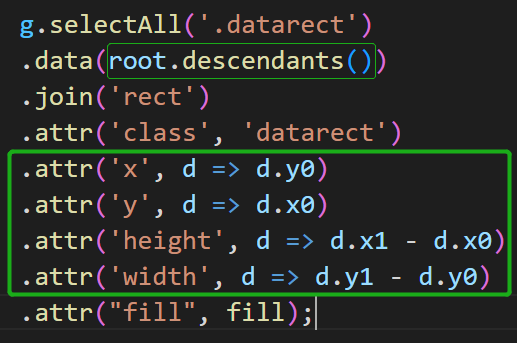 g.selectAll('.datarect')
.data(root.descendants())
.join('rect')
.attr('class', 'datarect')
.attr('x', d => d.y0)
.attr('y', d => d.x0)
.attr('height', d => d.x1 - d.x0)
.attr('width', d => d.y1 - d.y0)
.attr("fill", fill);